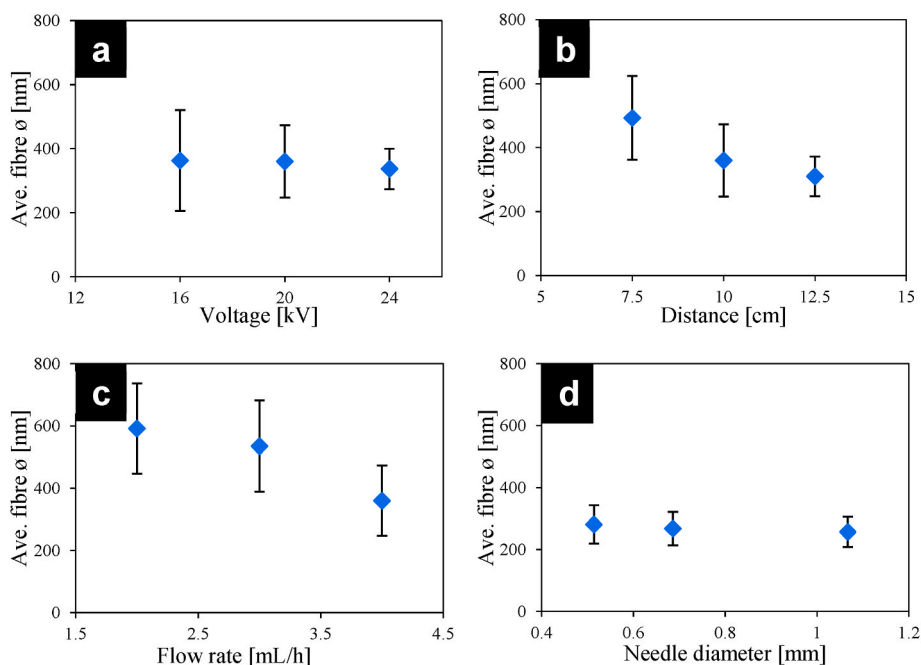 a
Ave. fibre ø [nm]
800
600
400
200
0
12 16 20 24
Voltage [kV]
b
Ave. fibre ø [nm]
800
600
400
200
0
5 7.5 10 12.5 15
Distance [cm]
c
Ave. fibre ø [nm]
800
600
400
200
0
1.5 2.5 3.5 4.5
Flow rate [mL/h]
d
Ave. fibre ø [nm]
800
600
400
200
0
0.4 0.6 0.8 1 1.2
Needle diameter [mm]